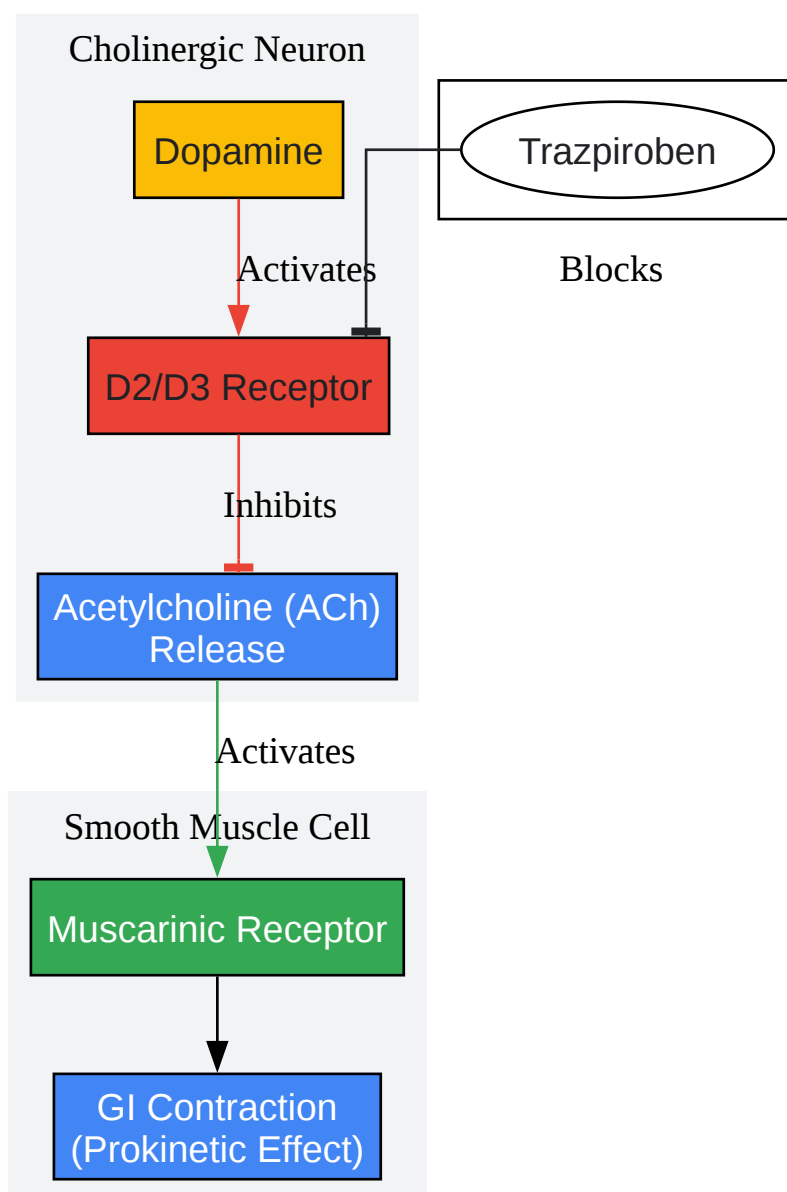 Cholinergic Neuron
Dopamine
Trazpiroben
Activates
Blocks
D2/D3 Receptor
Inhibits
Acetylcholine (ACh)
Release
Activates
Smooth Muscle Cell
Muscarinic Receptor
GI Contraction
(Prokinetic Effect)